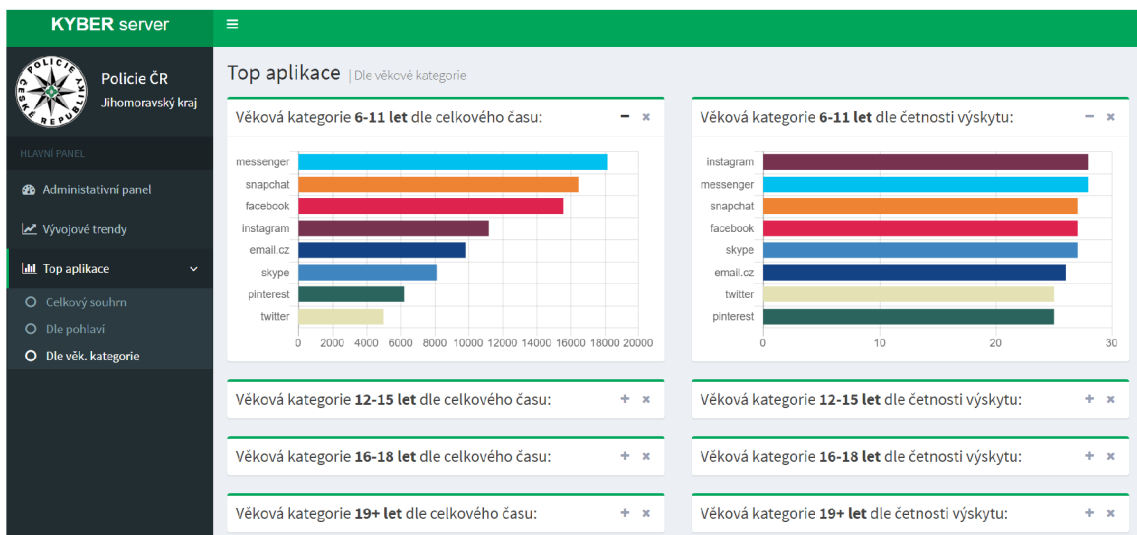 KYBER server
POLICIE ČESKÉ REPUBLIKY
Policie ČR
Jihomoravský kraj
HLAVNÍ PANEL
Administativní panel
Vývojové trendy
Top aplikace
Celkový souhrn
Dle pohlaví
Dle věk. kategorie
Top aplikace | Dle věkové kategorie
Věková kategorie 6-11 let dle celkového času:
messenger
snapchat
facebook
instagram
email.cz
skype
pinterest
twitter
0 2000 4000 6000 8000 10000 12000 14000 16000 18000 20000
Věková kategorie 6-11 let dle četnosti výskytu:
instagram
messenger
snapchat
facebook
skype
email.cz
twitter
pinterest
0 10 20 30
Věková kategorie 12-15 let dle celkového času:
Věková kategorie 12-15 let dle četnosti výskytu:
Věková kategorie 16-18 let dle celkového času:
Věková kategorie 16-18 let dle četnosti výskytu:
Věková kategorie 19+ let dle celkového času:
Věková kategorie 19+ let dle četnosti výskytu: